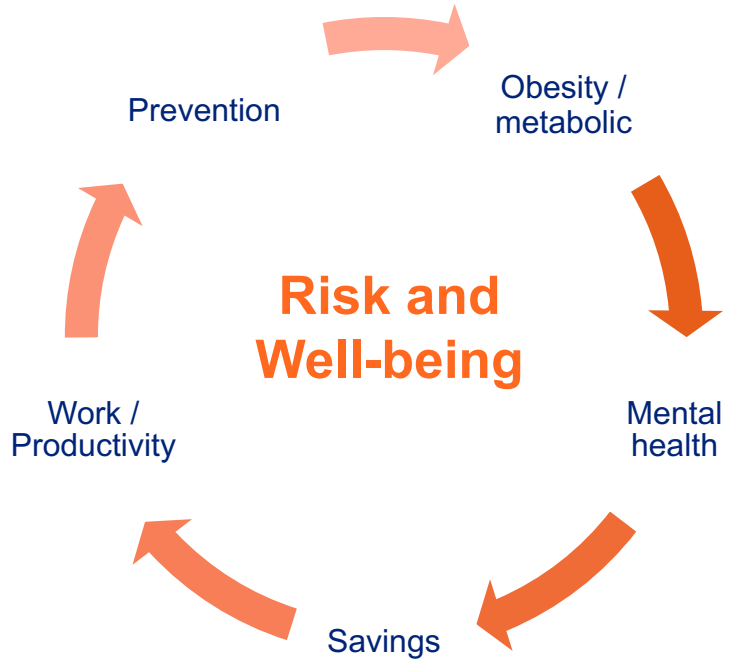 Prevention
Obesity /
metabolic
Risk and
Well-being
Work /
Productivity
Mental
health
Savings